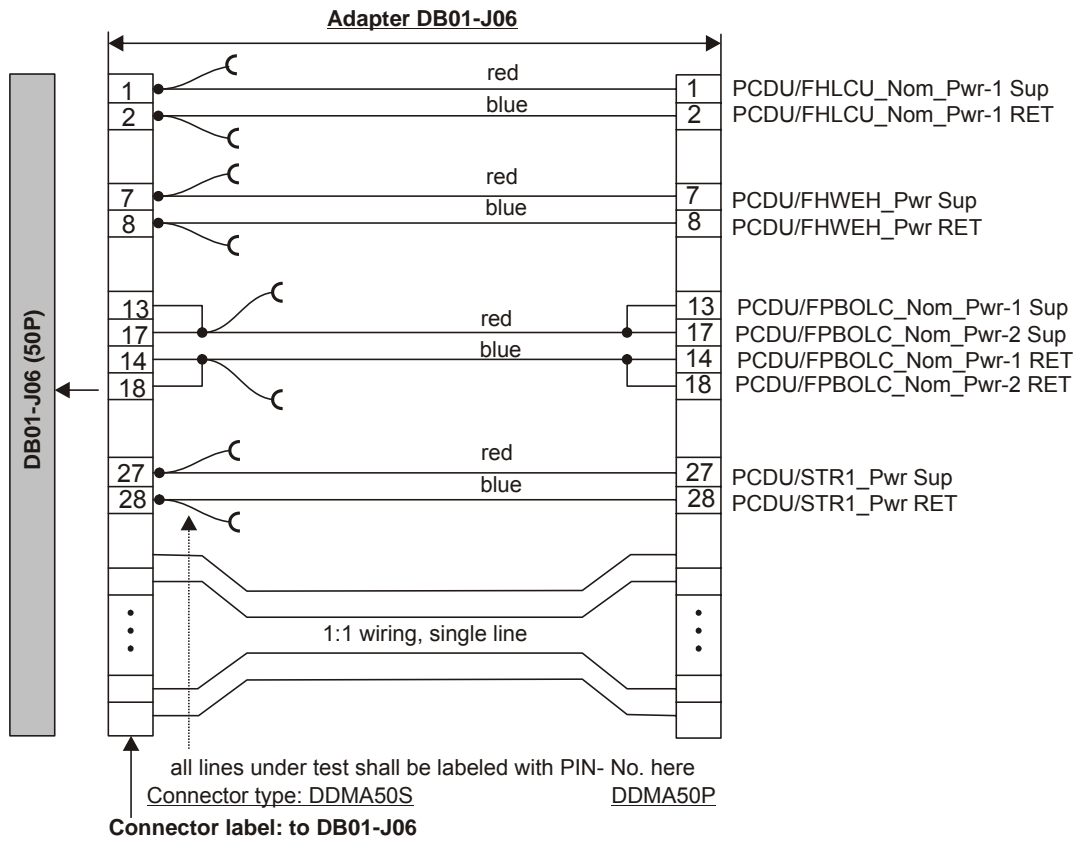 Adapter DB01-J06
DB01-J06 (50P)
1 red 1 PCDU/FHLCU_Nom_Pwr-1 Sup
2 blue 2 PCDU/FHLCU_Nom_Pwr-1 RET
7 red 7 PCDU/FHWEH_Pwr Sup
8 blue 8 PCDU/FHWEH_Pwr RET
13 13 PCDU/FPBOLC_Nom_Pwr-1 Sup
17 red 17 PCDU/FPBOLC_Nom_Pwr-2 Sup
14 blue 14 PCDU/FPBOLC_Nom_Pwr-1 RET
18 18 PCDU/FPBOLC_Nom_Pwr-2 RET
27 red 27 PCDU/STR1_Pwr Sup
28 blue 28 PCDU/STR1_Pwr RET
1:1 wiring, single line
all lines under test shall be labeled with PIN- No. here
Connector type: DDMA50S DDMA50P
Connector label: to DB01-J06